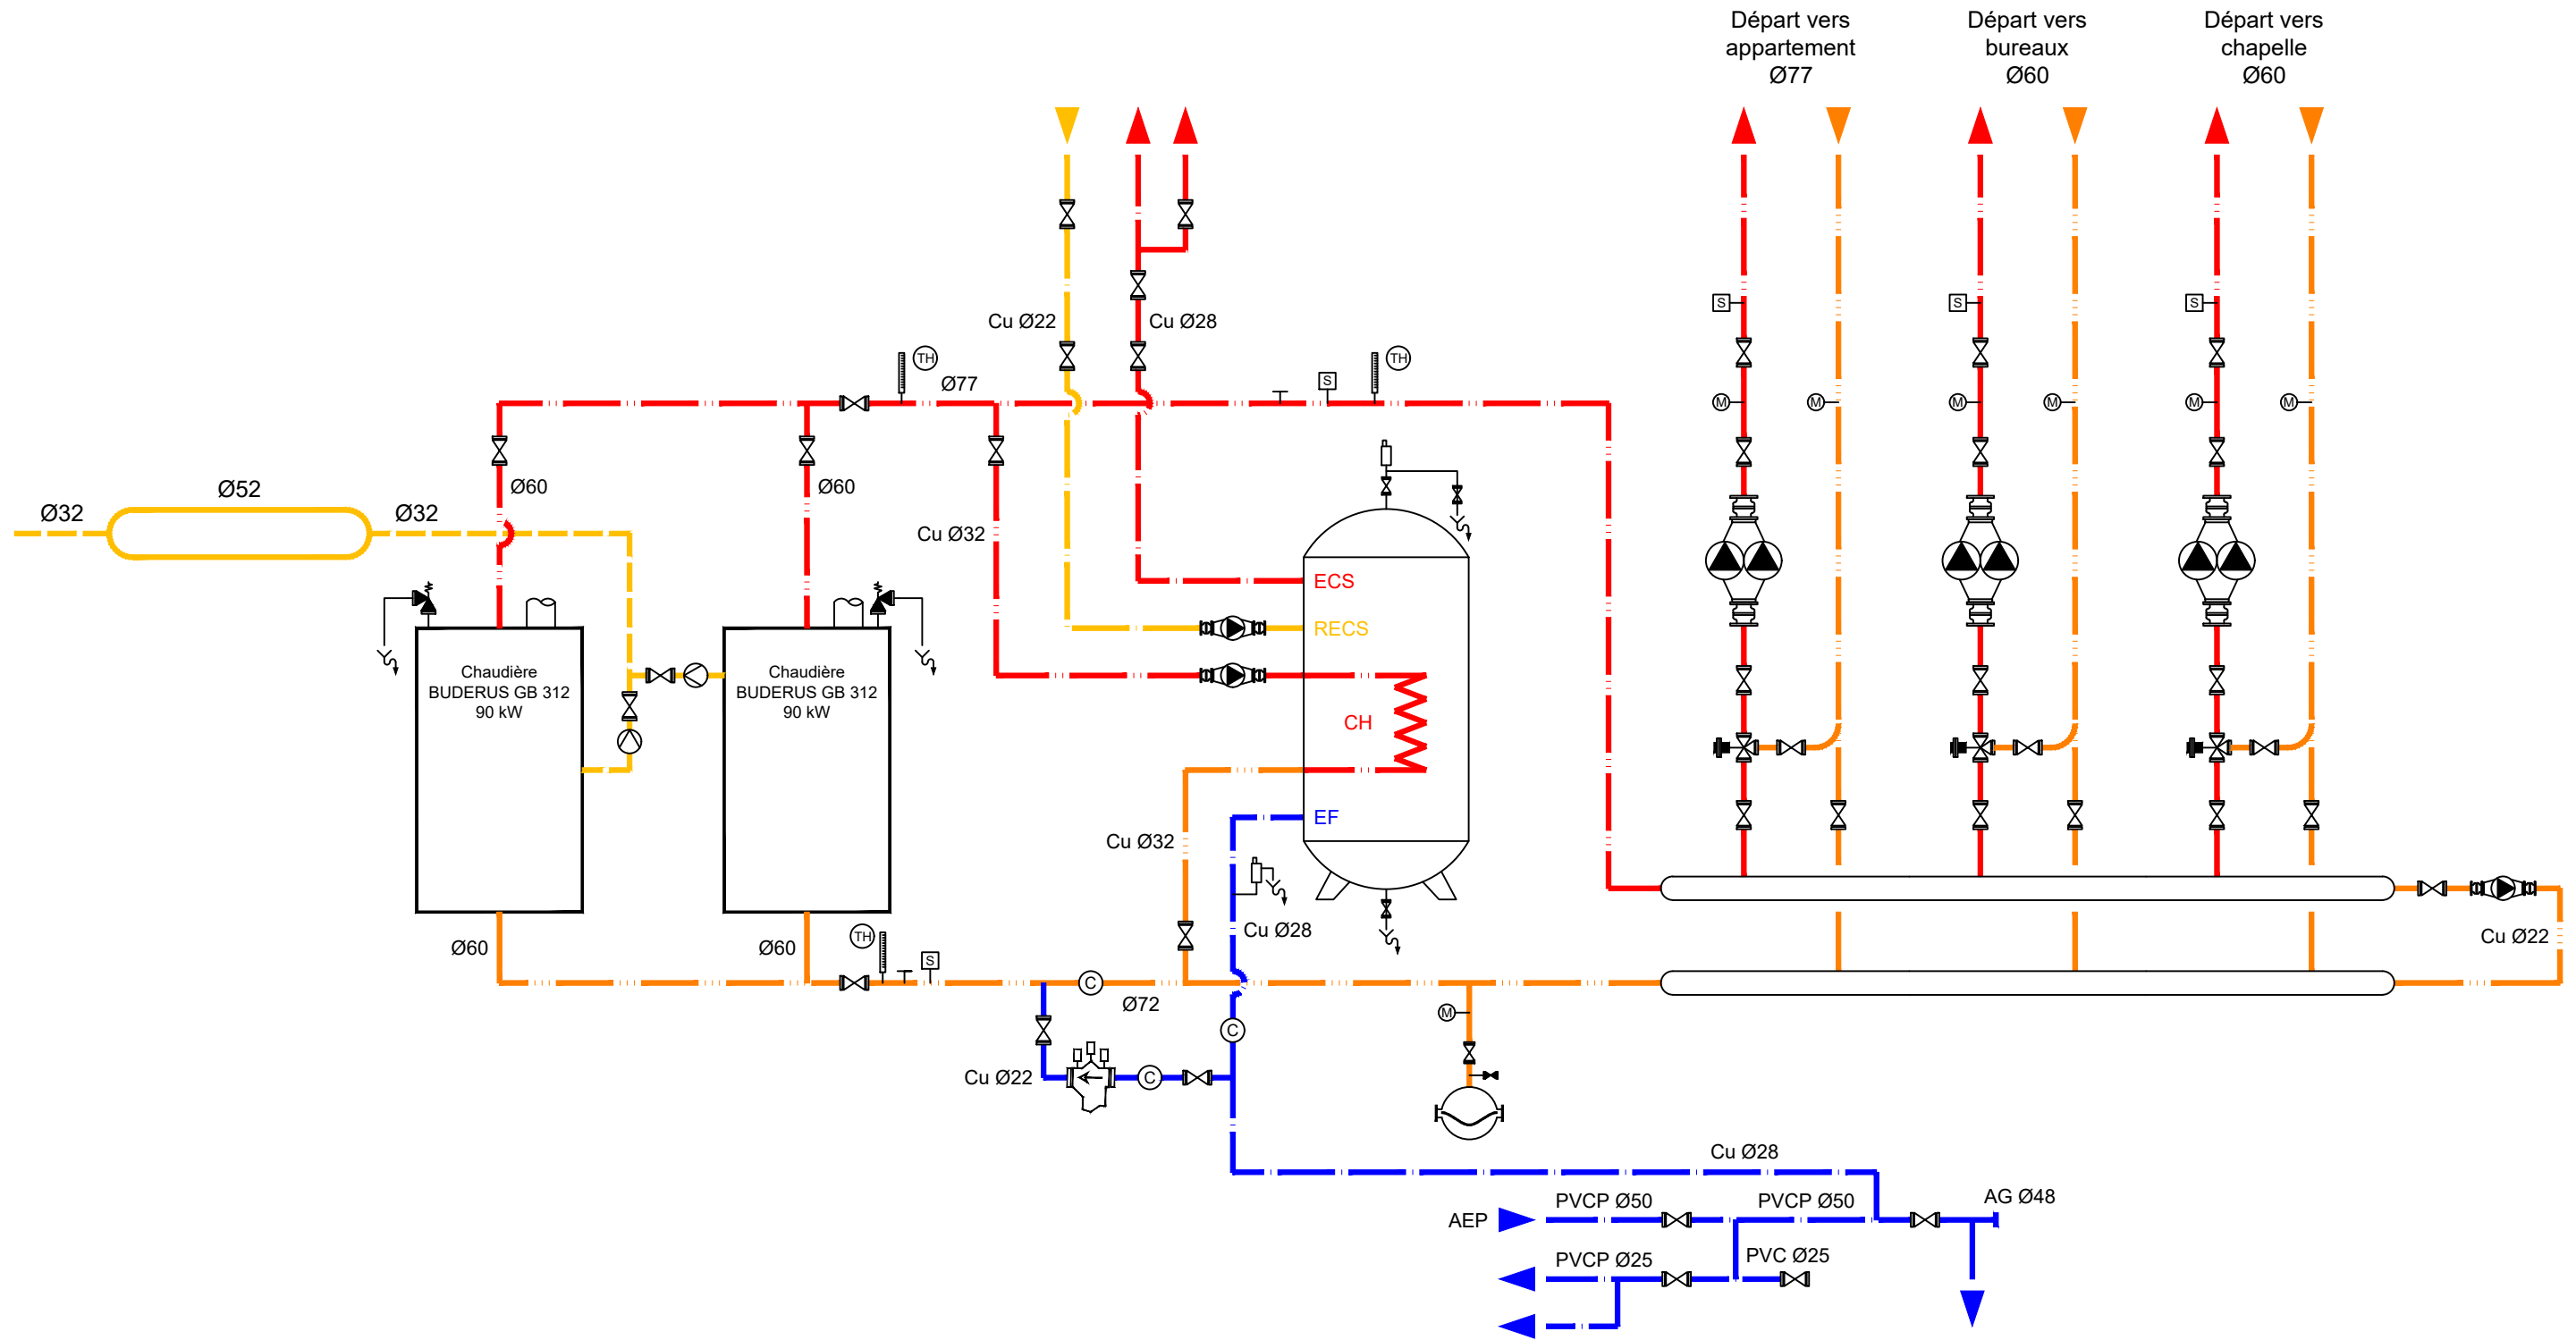 Départ vers
appartement
Ø77
Départ vers
bureaux
Ø60
Départ vers
chapelle
Ø60
S
S
S
Cu Ø22
Cu Ø28
TH
TH
Ø77
S
M
M
M
M
M
M
Ø52
Ø60
Ø60
Ø32
Ø32
Cu Ø32
ECS
RECS
Chaudière
BUDERUS GB 312
90 kW
Chaudière
BUDERUS GB 312
90 kW
CH
EF
Cu Ø32
Cu Ø28
Ø60
Ø60
TH
S
Cu Ø22
C
Ø72
M
C
Cu Ø22
C
Cu Ø28
PVCP Ø50
PVCP Ø50
AG Ø48
AEP
PVCP Ø25
PVC Ø25